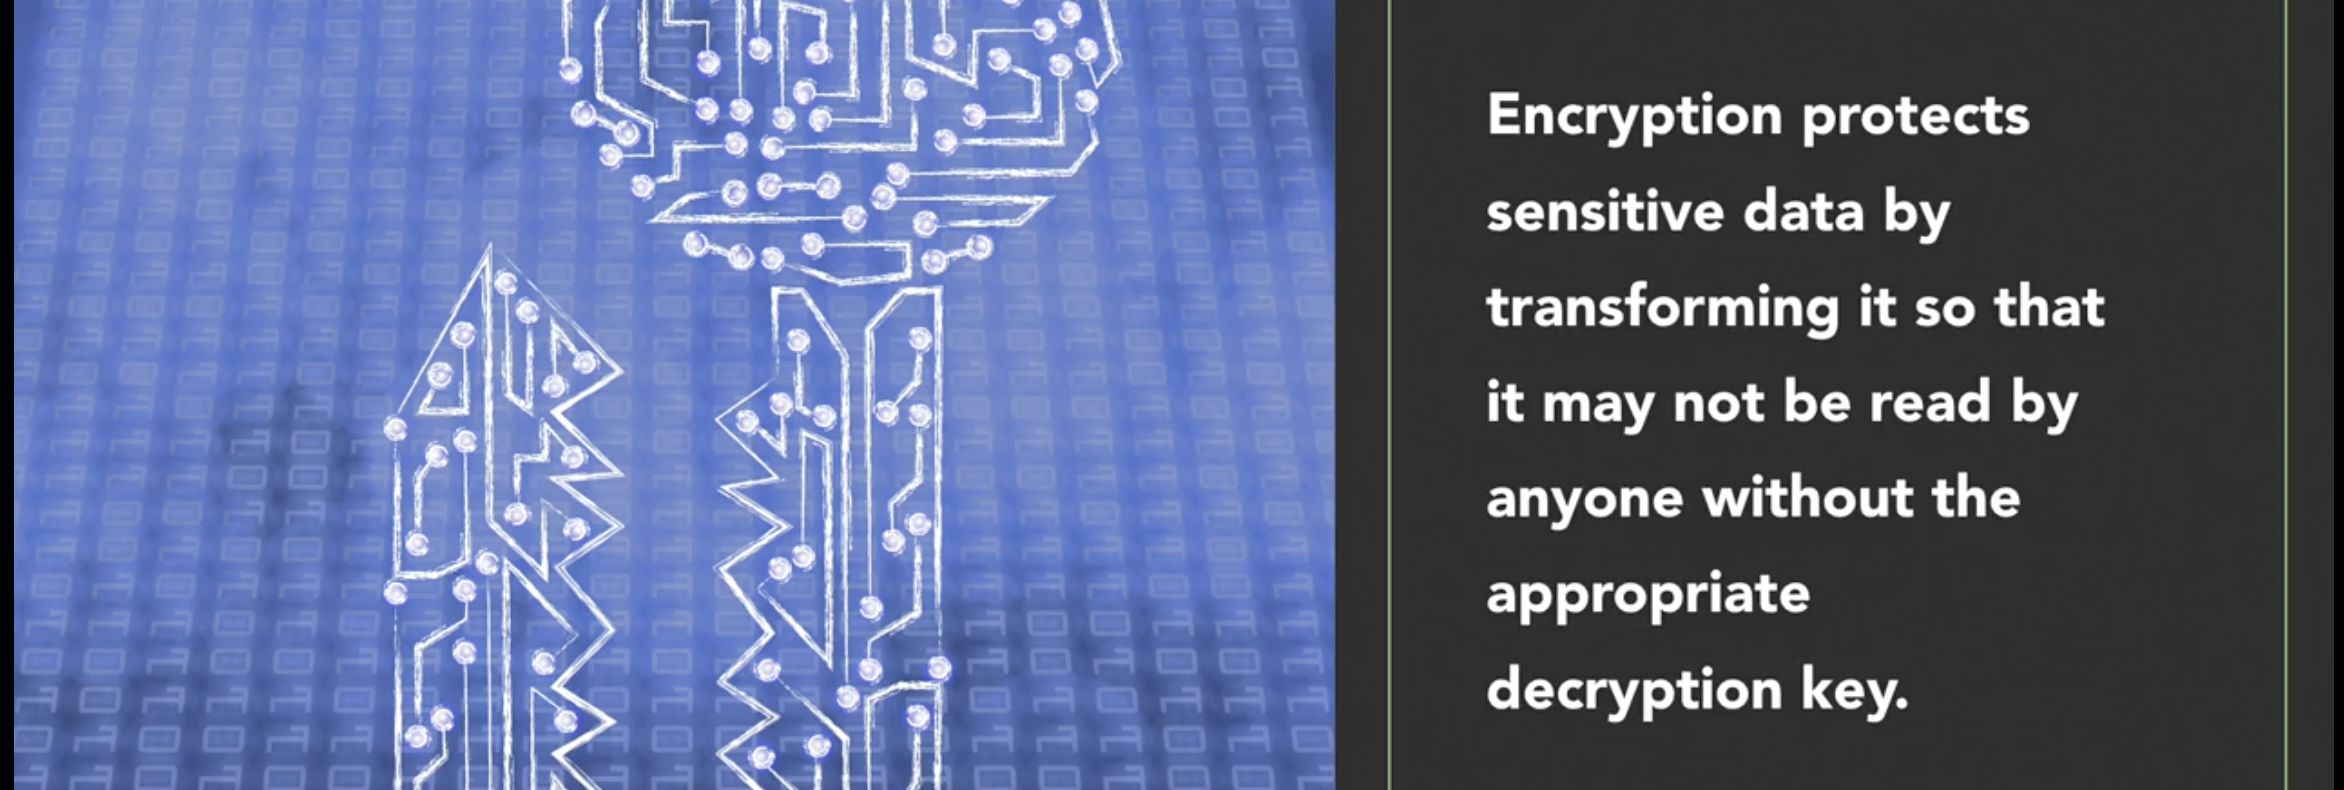 Encryption protects
sensitive data by
transforming it so that
it may not be read by
anyone without the
appropriate
decryption key.